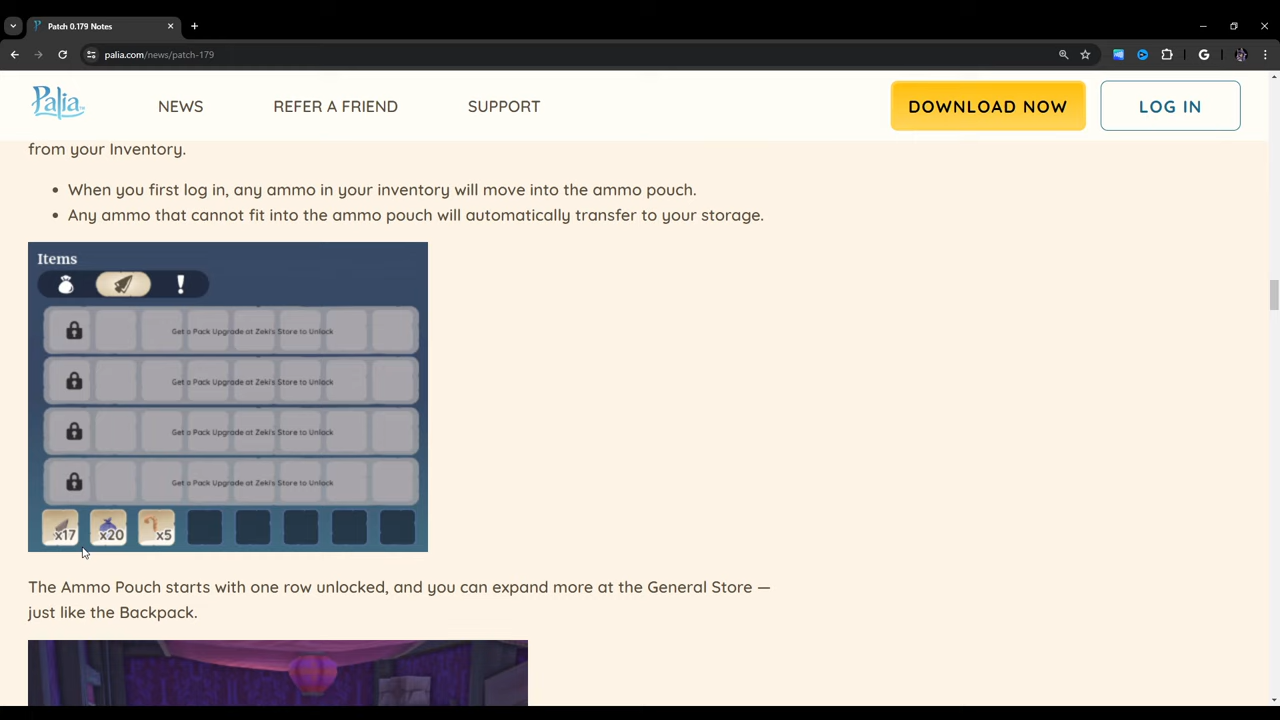 Patch 0.179 Notes
palia.com/news/patch-179
Palia
NEWS
REFER A FRIEND
SUPPORT
DOWNLOAD NOW
LOG IN
from your Inventory.
When you first log in, any ammo in your inventory will move into the ammo pouch.
Any ammo that cannot fit into the ammo pouch will automatically transfer to your storage.
Items
Get a Pack Upgrade at Zeki's Store to Unlock
Get a Pack Upgrade at Zeki's Store to Unlock
Get a Pack Upgrade at Zeki's Store to Unlock
Get a Pack Upgrade at Zeki's Store to Unlock
x17
x20
x5
The Ammo Pouch starts with one row unlocked, and you can expand more at the General Store —
just like the Backpack.